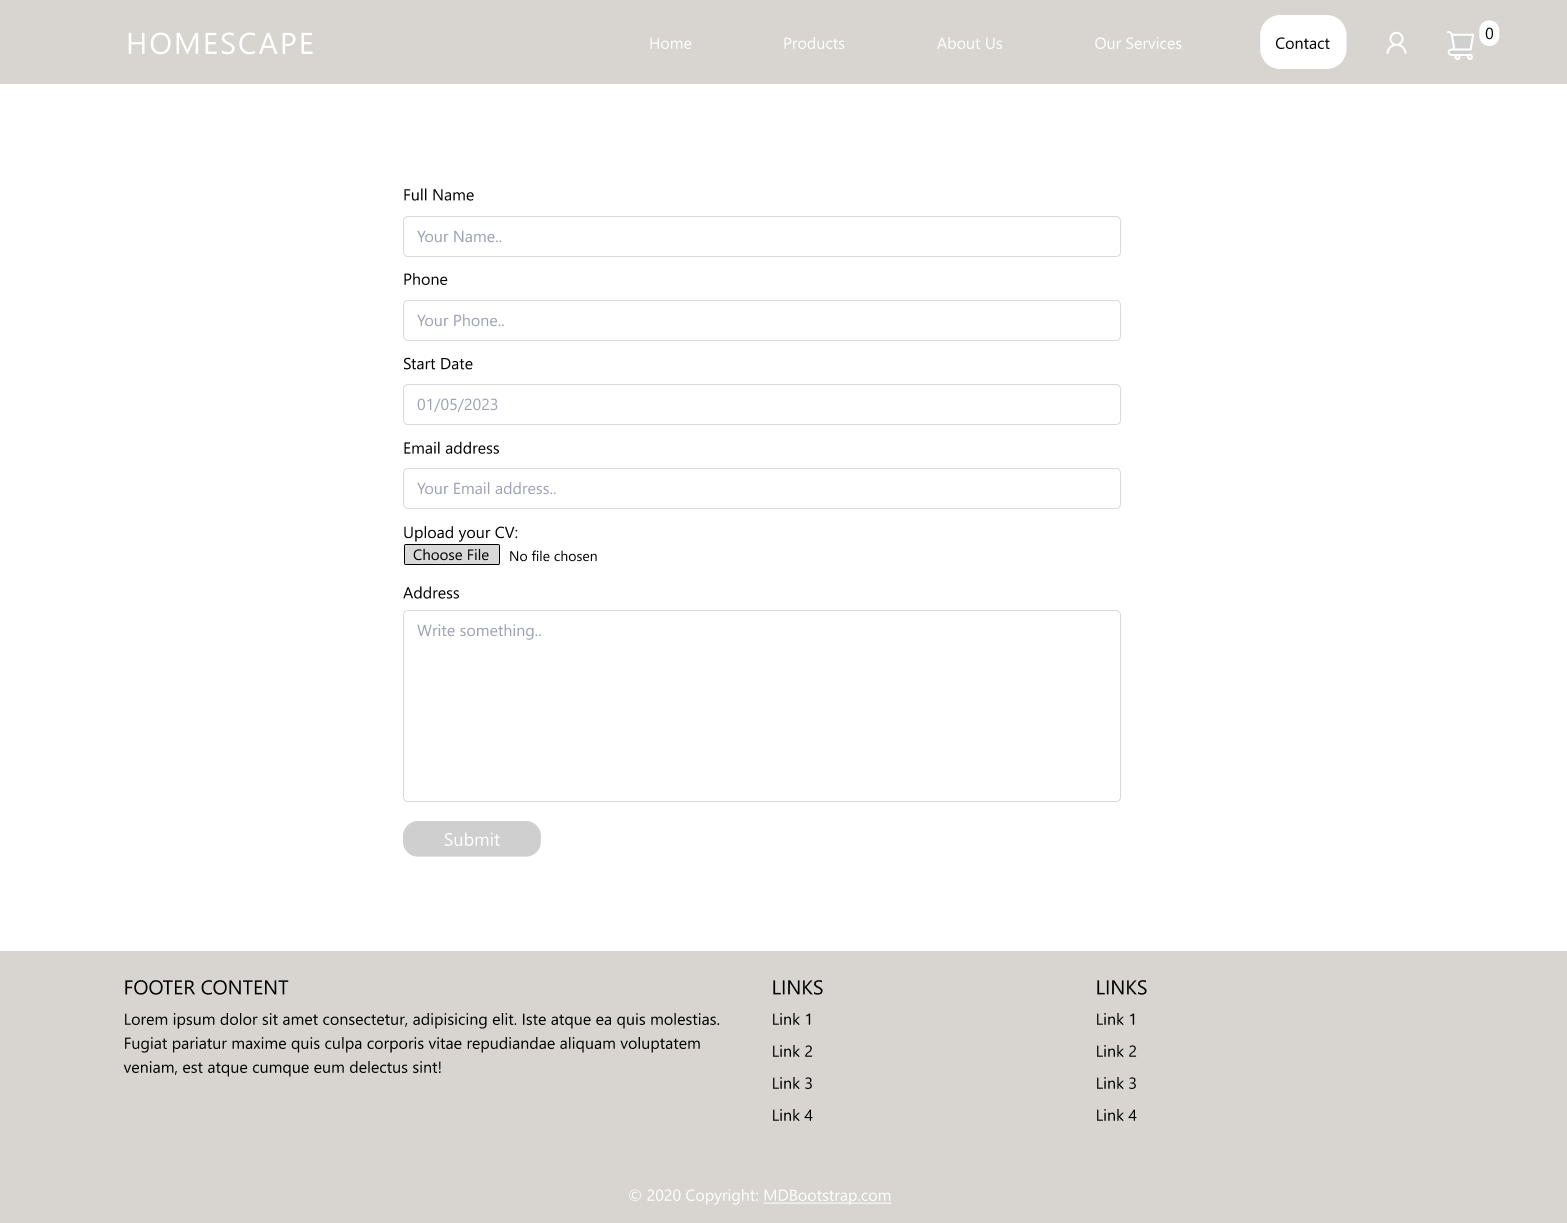 HOMESCAPE
Home
Products
About Us
Our Services
Contact
0
Full Name
Your Name..
Phone
Your Phone..
Start Date
01/05/2023
Email address
Your Email address..
Upload your CV:
Choose File
No file chosen
Address
Write something..
Submit
FOOTER CONTENT
Lorem ipsum dolor sit amet consectetur, adipisicing elit. Iste atque ea quis molestias.
Fugiat pariatur maxime quis culpa corporis vitae repudiandae aliquam voluptatem
veniam, est atque cumque eum delectus sint!
LINKS
Link 1
Link 2
Link 3
Link 4
LINKS
Link 1
Link 2
Link 3
Link 4
© 2020 Copyright: MDBootstrap.com